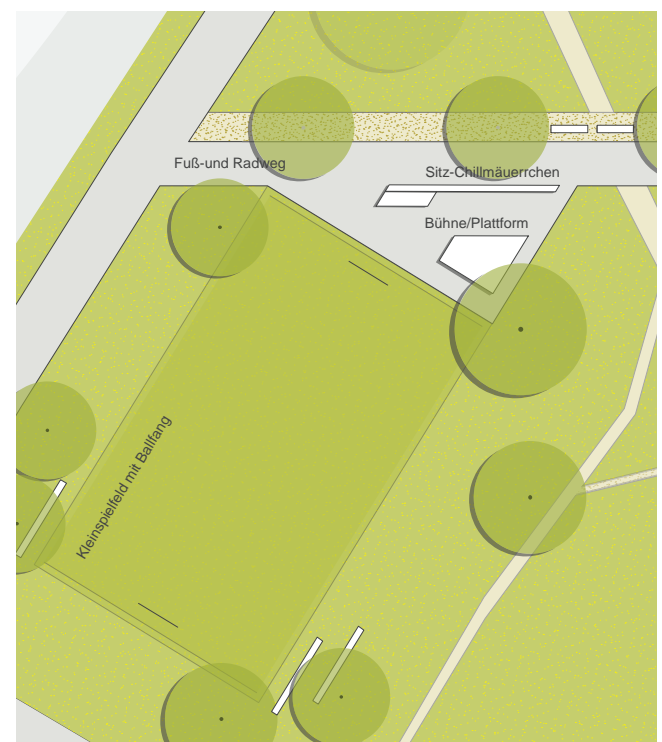 Fuß-und Radweg
Sitz-Chillmäuerrchen
Bühne/Plattform
Kleinspielfeld mit Ballfang